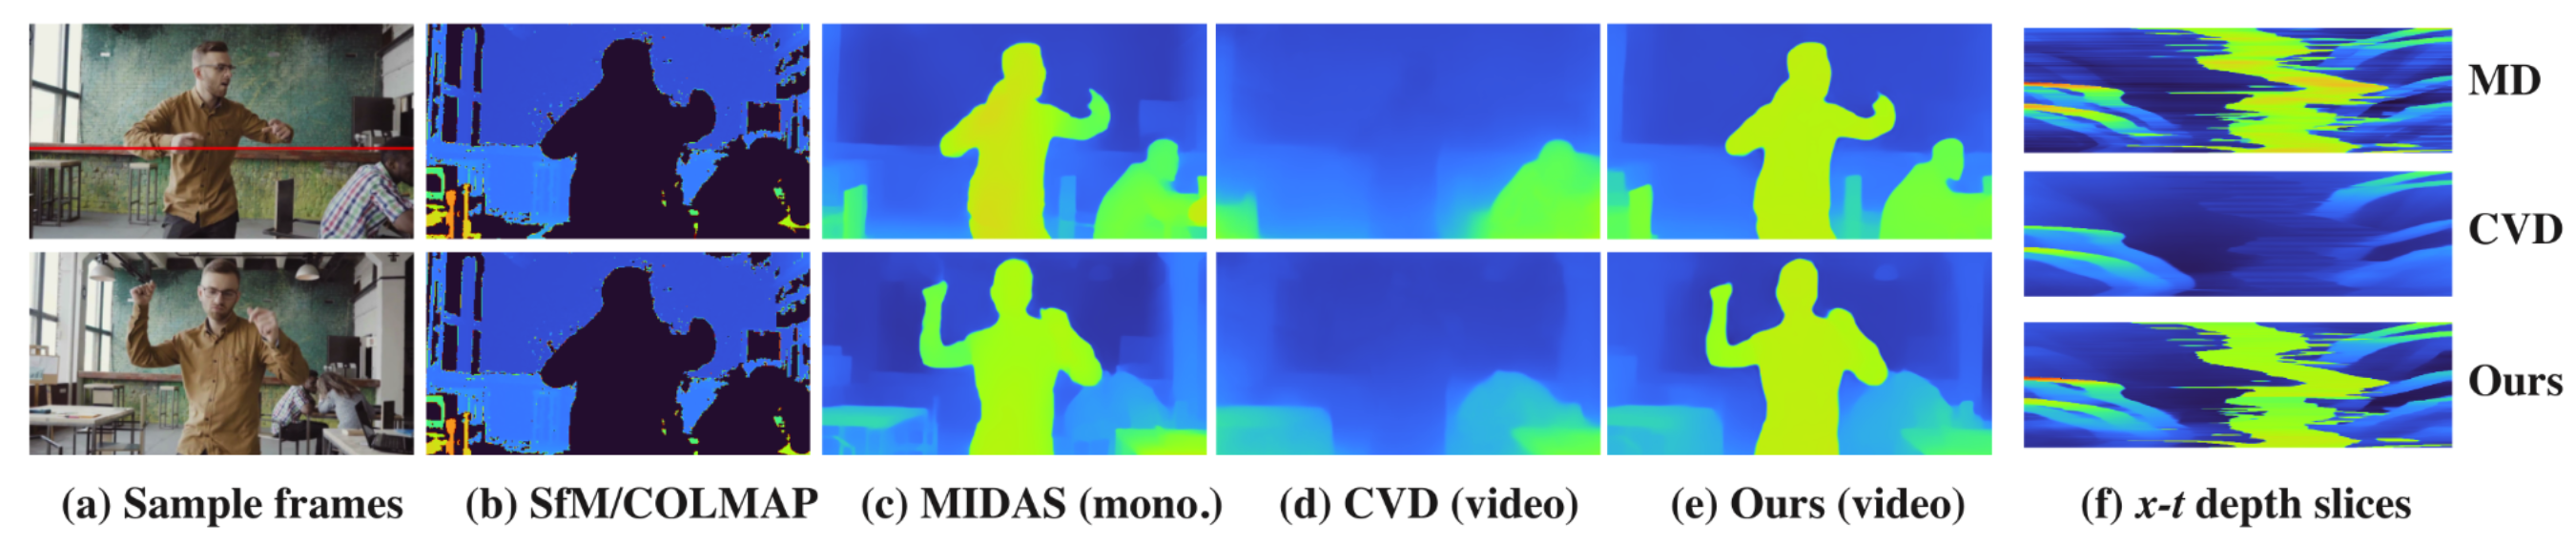 MD
CVD
Ours
(a) Sample frames
(b) SfM/COLMAP
(c) MIDAS (mono.)
(d) CVD (video)
(e) Ours (video)
(f) x-t depth slices